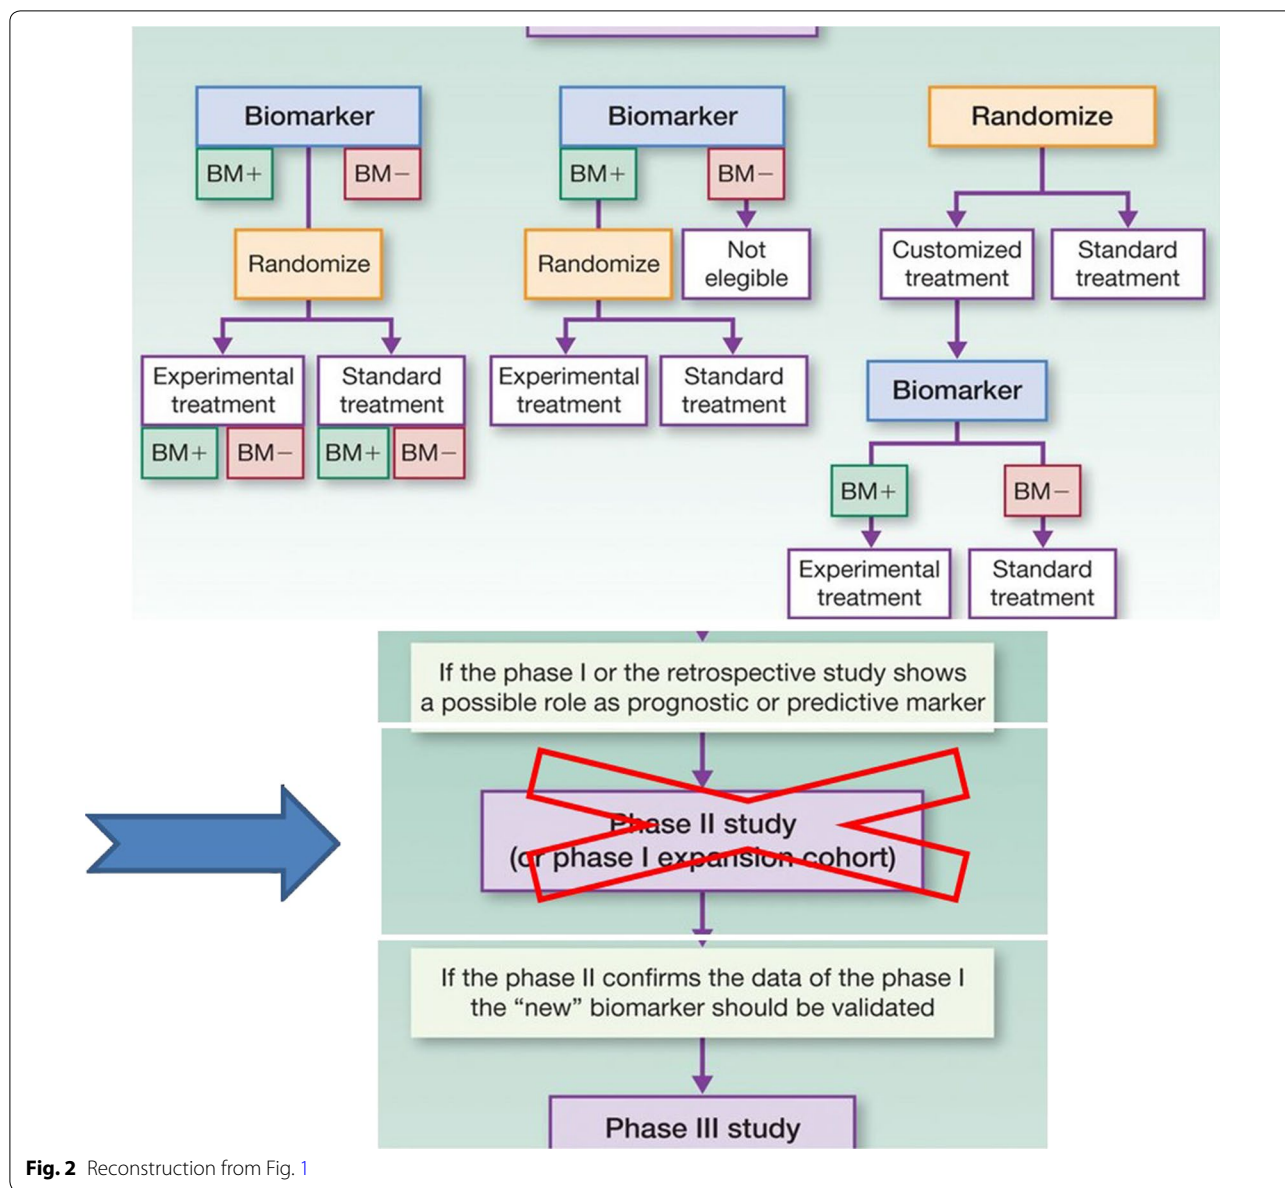 Biomarker
BM+
BM−
Randomize
Experimental
treatment
Standard
treatment
BM+
BM−
BM+
BM−
Biomarker
BM+
BM−
Randomize
Not
elegible
Experimental
treatment
Standard
treatment
Randomize
Customized
treatment
Standard
treatment
Biomarker
BM+
BM−
Experimental
treatment
Standard
treatment
If the phase I or the retrospective study shows
a possible role as prognostic or predictive marker
Phase II study
(or phase I expansion cohort)
If the phase II confirms the data of the phase I
the “new” biomarker should be validated
Phase III study
Fig. 2 Reconstruction from Fig. 1